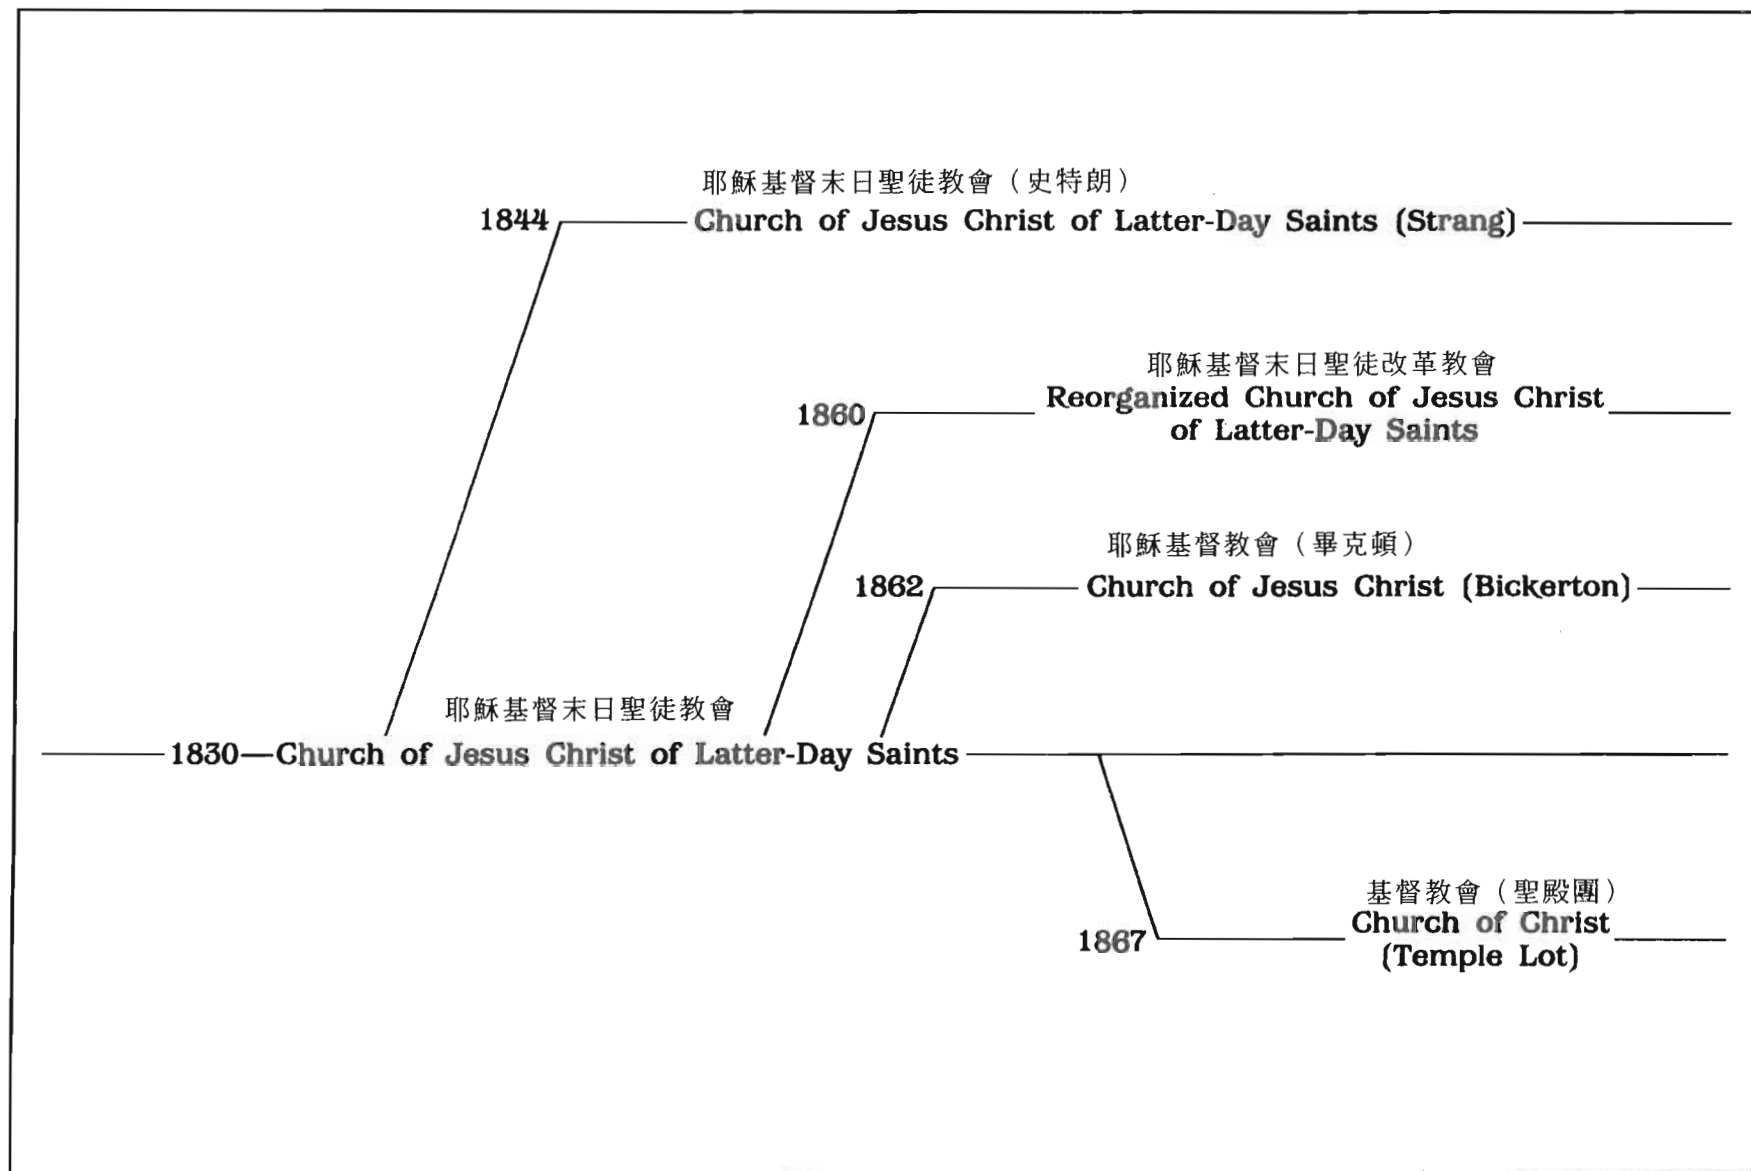 耶穌基督末日聖徒教會（史特朗）
1844 Church of Jesus Christ of Latter-Day Saints (Strang)
耶穌基督末日聖徒改革教會
1860 Reorganized Church of Jesus Christ
of Latter-Day Saints
耶穌基督教會（畢克頓）
1862 Church of Jesus Christ (Bickerton)
耶穌基督末日聖徒教會
1830—Church of Jesus Christ of Latter-Day Saints
基督教會（聖殿團）
Church of Christ
1867
(Temple Lot)